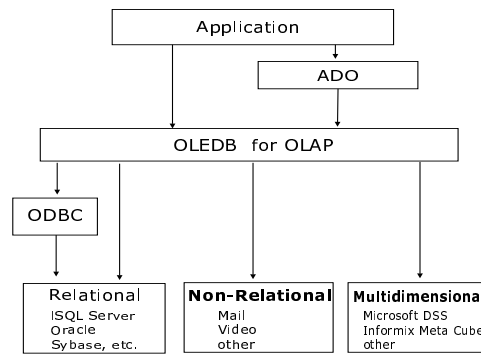 Application
ADO
OLEDB for OLAP
ODBC
Relational
ISQL Server
Oracle
Sybase, etc.
Non-Relational
Mail
Video
other
Multidimensiona
Microsoft DSS
Informix Meta Cube
other